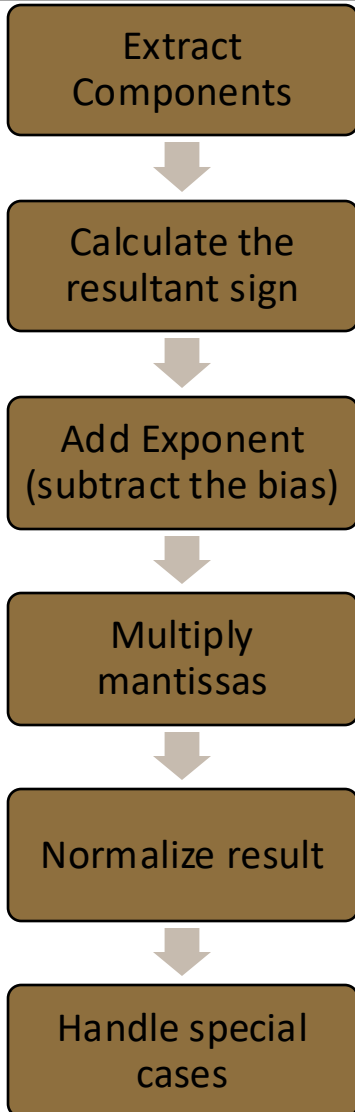 Extract
Components
Calculate the
resultant sign
Add Exponent
(subtract the bias)
Multiply
mantissas
Normalize result
Handle special
cases